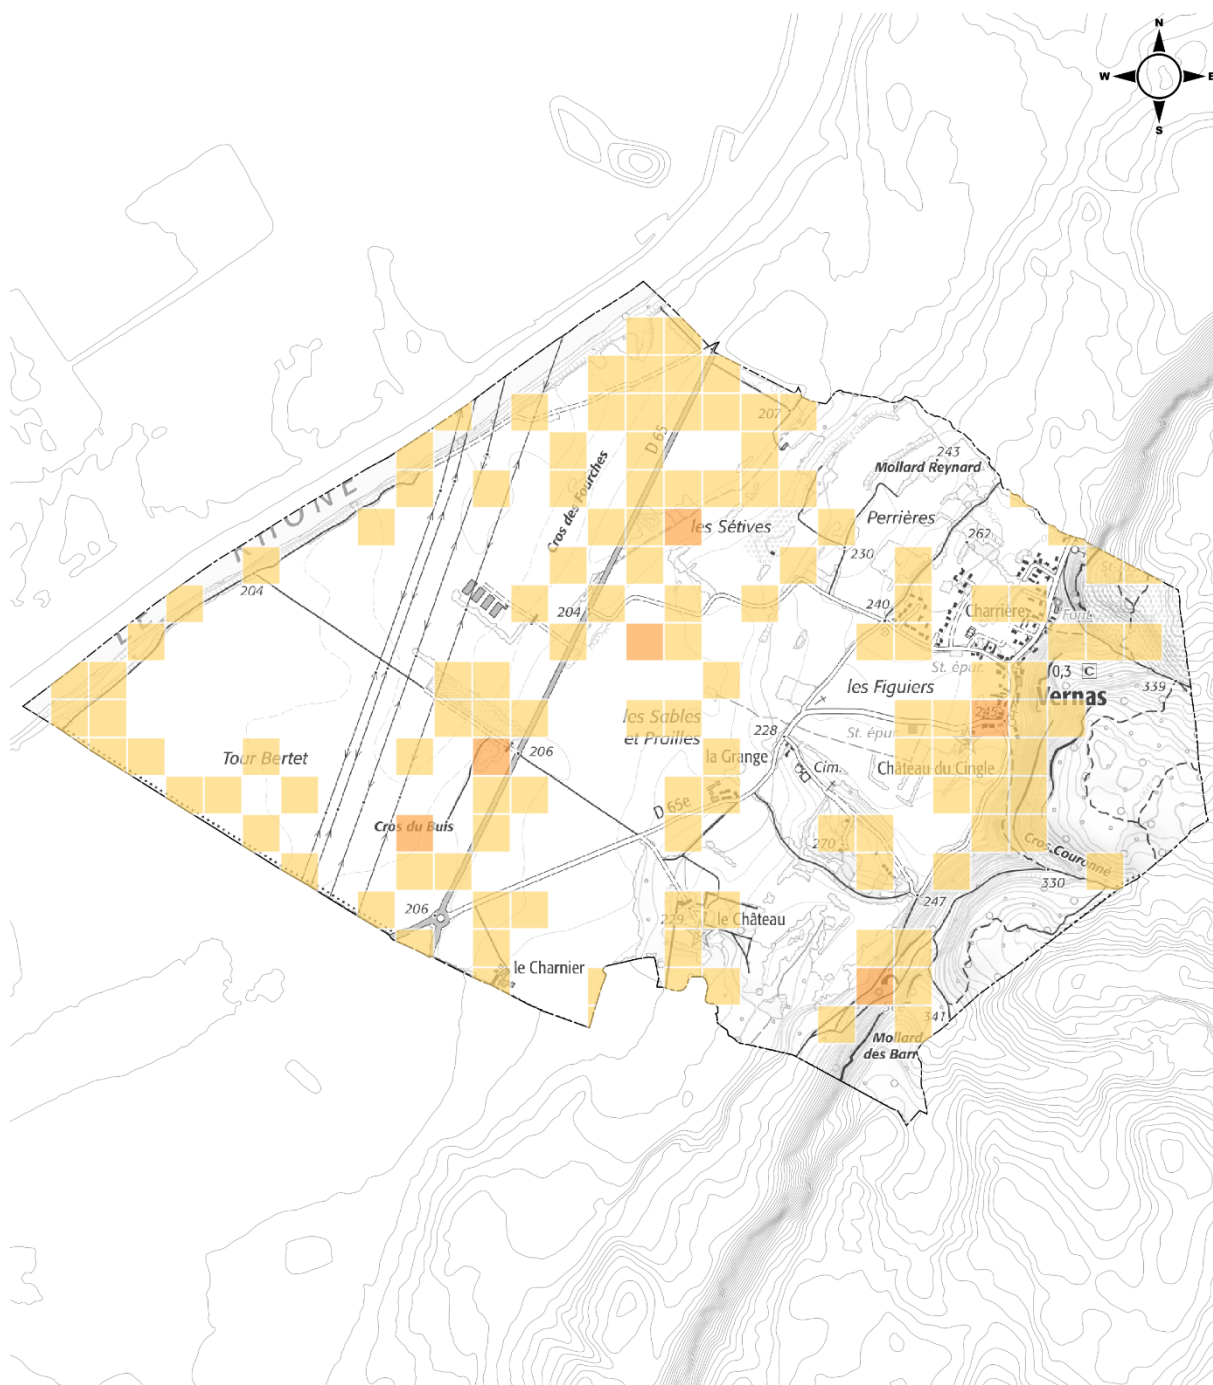 N
W E
S
207
D 65
243
Mollard Reynard
Cros des Fourches
les Sétives
Perrières
262
230
204
204
240
Charrière
St. épur.
0,3 C
339
les Figuiers
Vernas
les Sables
et Prailles
245
228
St. épur.
206
la Grange
Tour Bertet
Cim.
Château du Cingle
D 65e
Cros du Buis
270
Cros Couronné
330
247
206
229
le Château
le Charnier
341
Mollard
des Barr